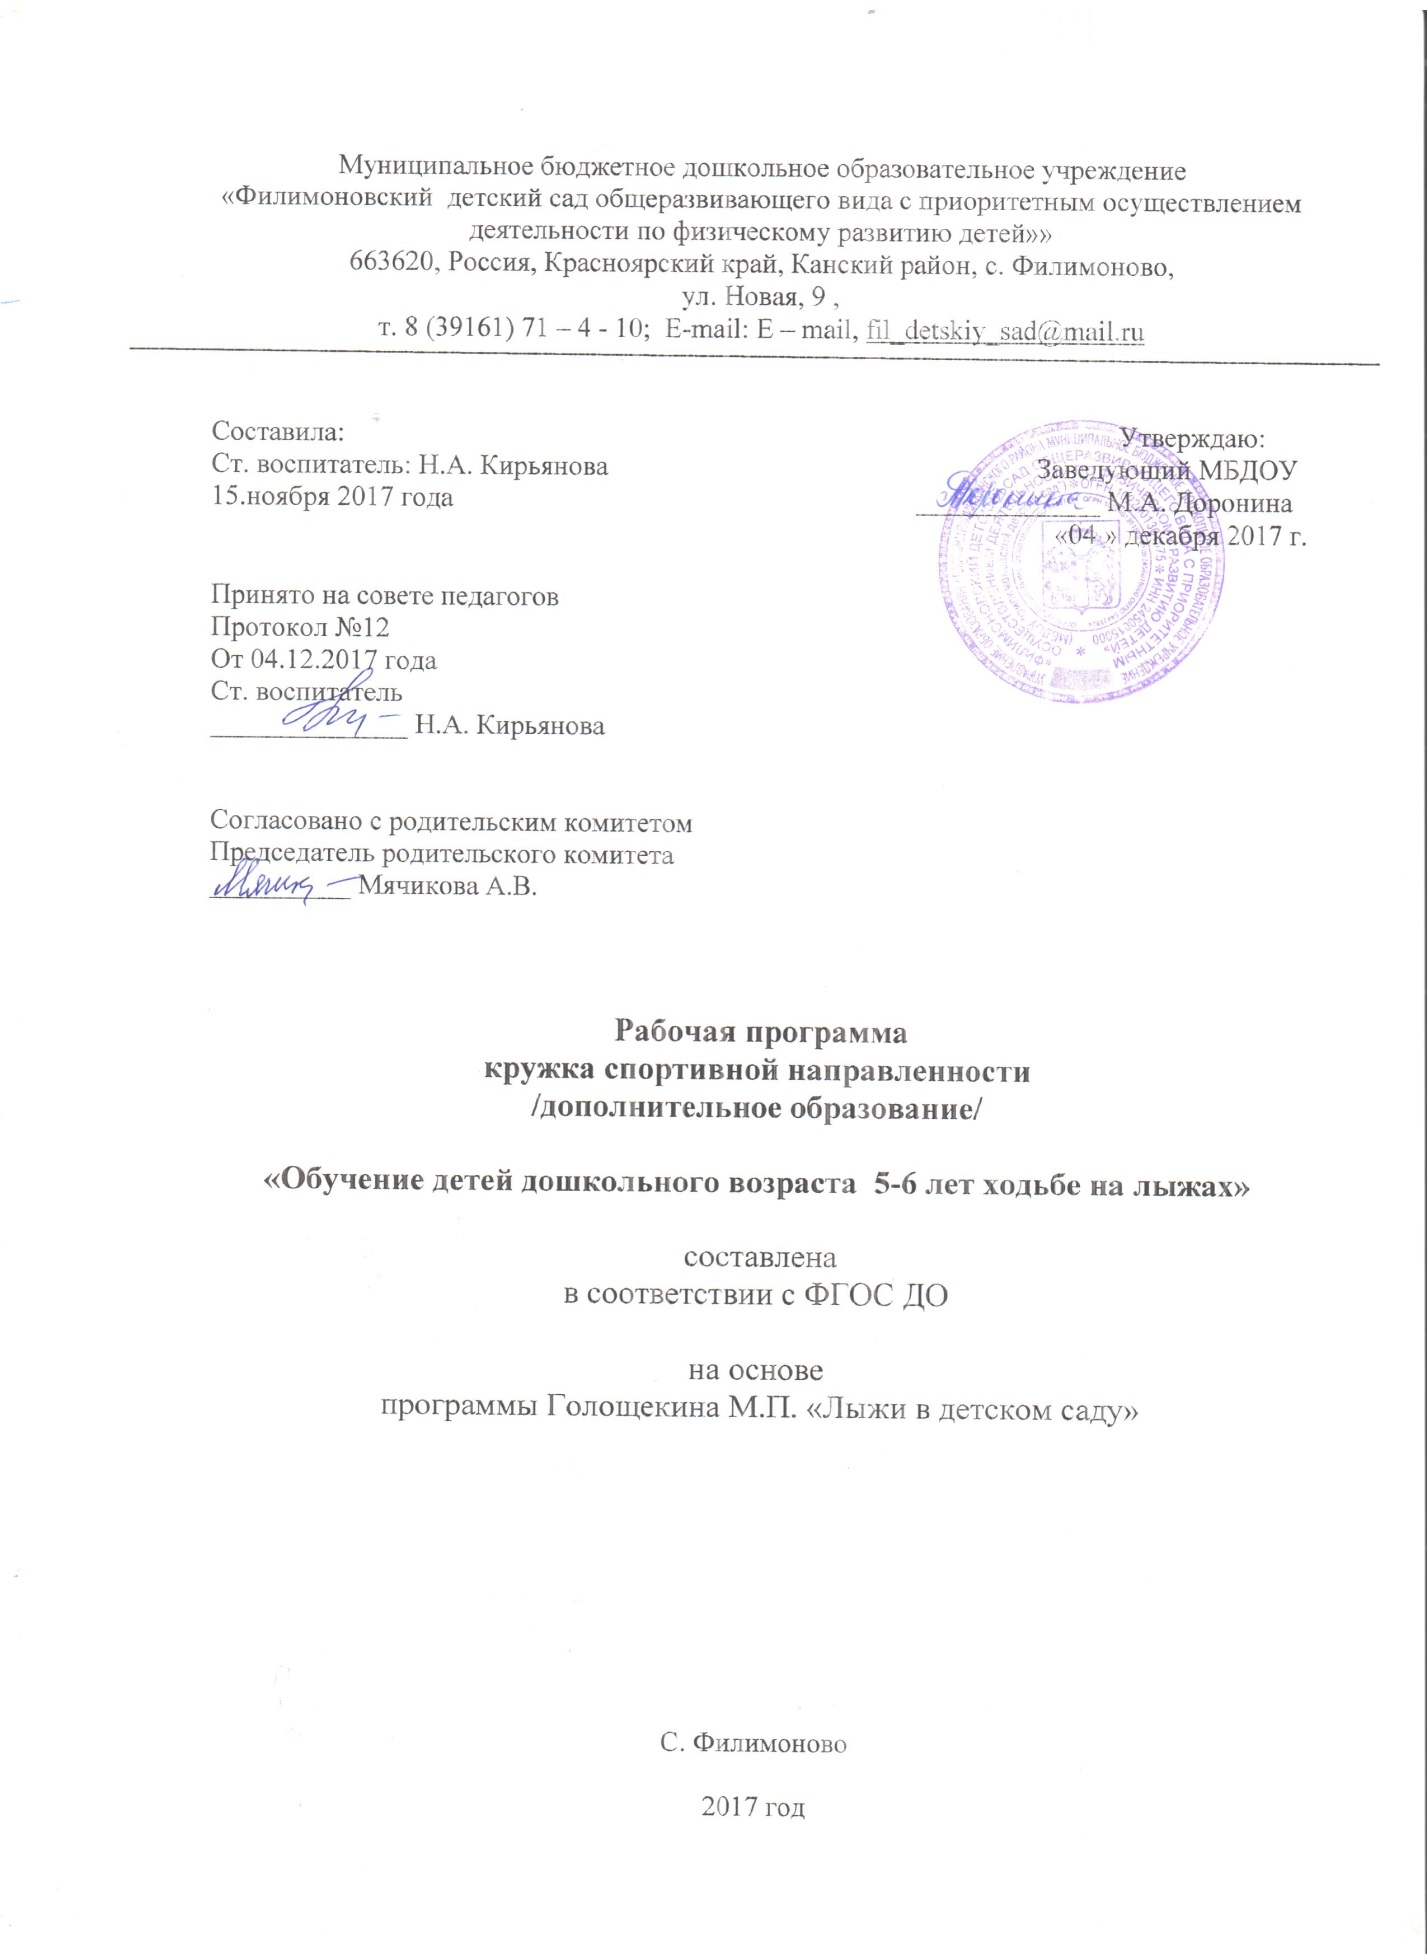 Муниципальное бюджетное дошкольное образовательное учреждение
«Филимоновский детский сад общеразвивающего вида с приоритетным осуществлением
деятельности по физическому развитию детей»»
663620, Россия, Красноярский край, Канский район, с. Филимоново,
ул. Новая, 9 ,
т. 8 (39161) 71 – 4 - 10; E-mail: E – mail, fil_detskiy_sad@mail.ru
Составила:
Ст. воспитатель: Н.А. Кирьянова
15.ноября 2017 года
Утверждаю:
Заведующий МБДОУ
М.А. Доронина
«04 » декабря 2017 г.
Принято на совете педагогов
Протокол №12
От 04.12.2017 года
Ст. воспитатель
Н.А. Кирьянова
Согласовано с родительским комитетом
Председатель родительского комитета
Мячикова А.В.
Рабочая программа
кружка спортивной направленности
/дополнительное образование/
«Обучение детей дошкольного возраста 5-6 лет ходьбе на лыжах»
составлена
в соответствии с ФГОС ДО
на основе
программы Голощекина М.П. «Лыжи в детском саду»
С. Филимоново
2017 год